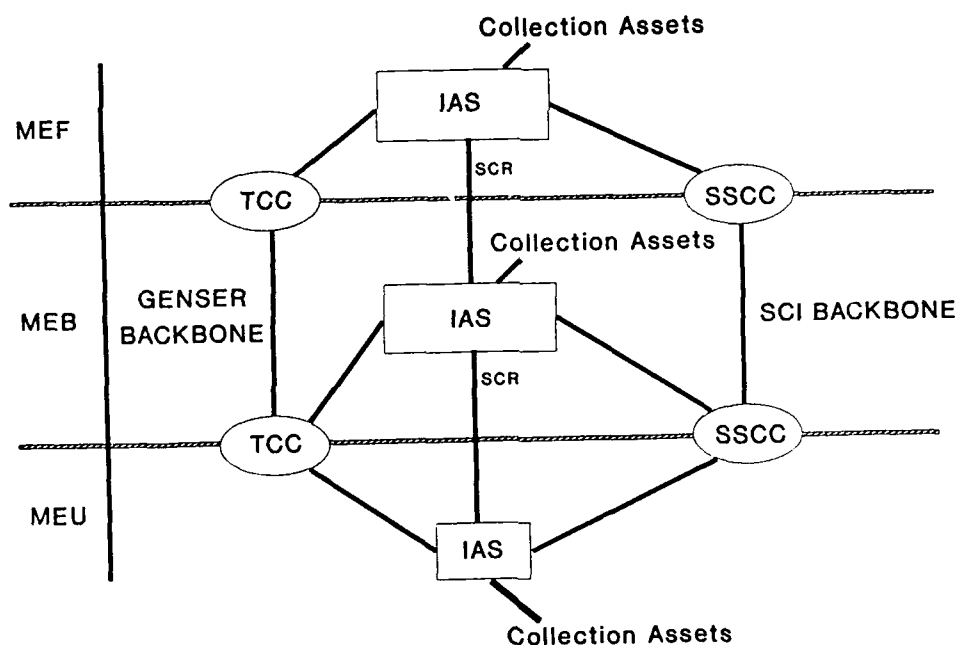 Collection Assets
IAS
MEF
SCR
TCC
SSCC
Collection Assets
GENSER
BACKBONE
MEB
IAS
SCI BACKBONE
SCR
TCC
SSCC
MEU
IAS
Collection Assets